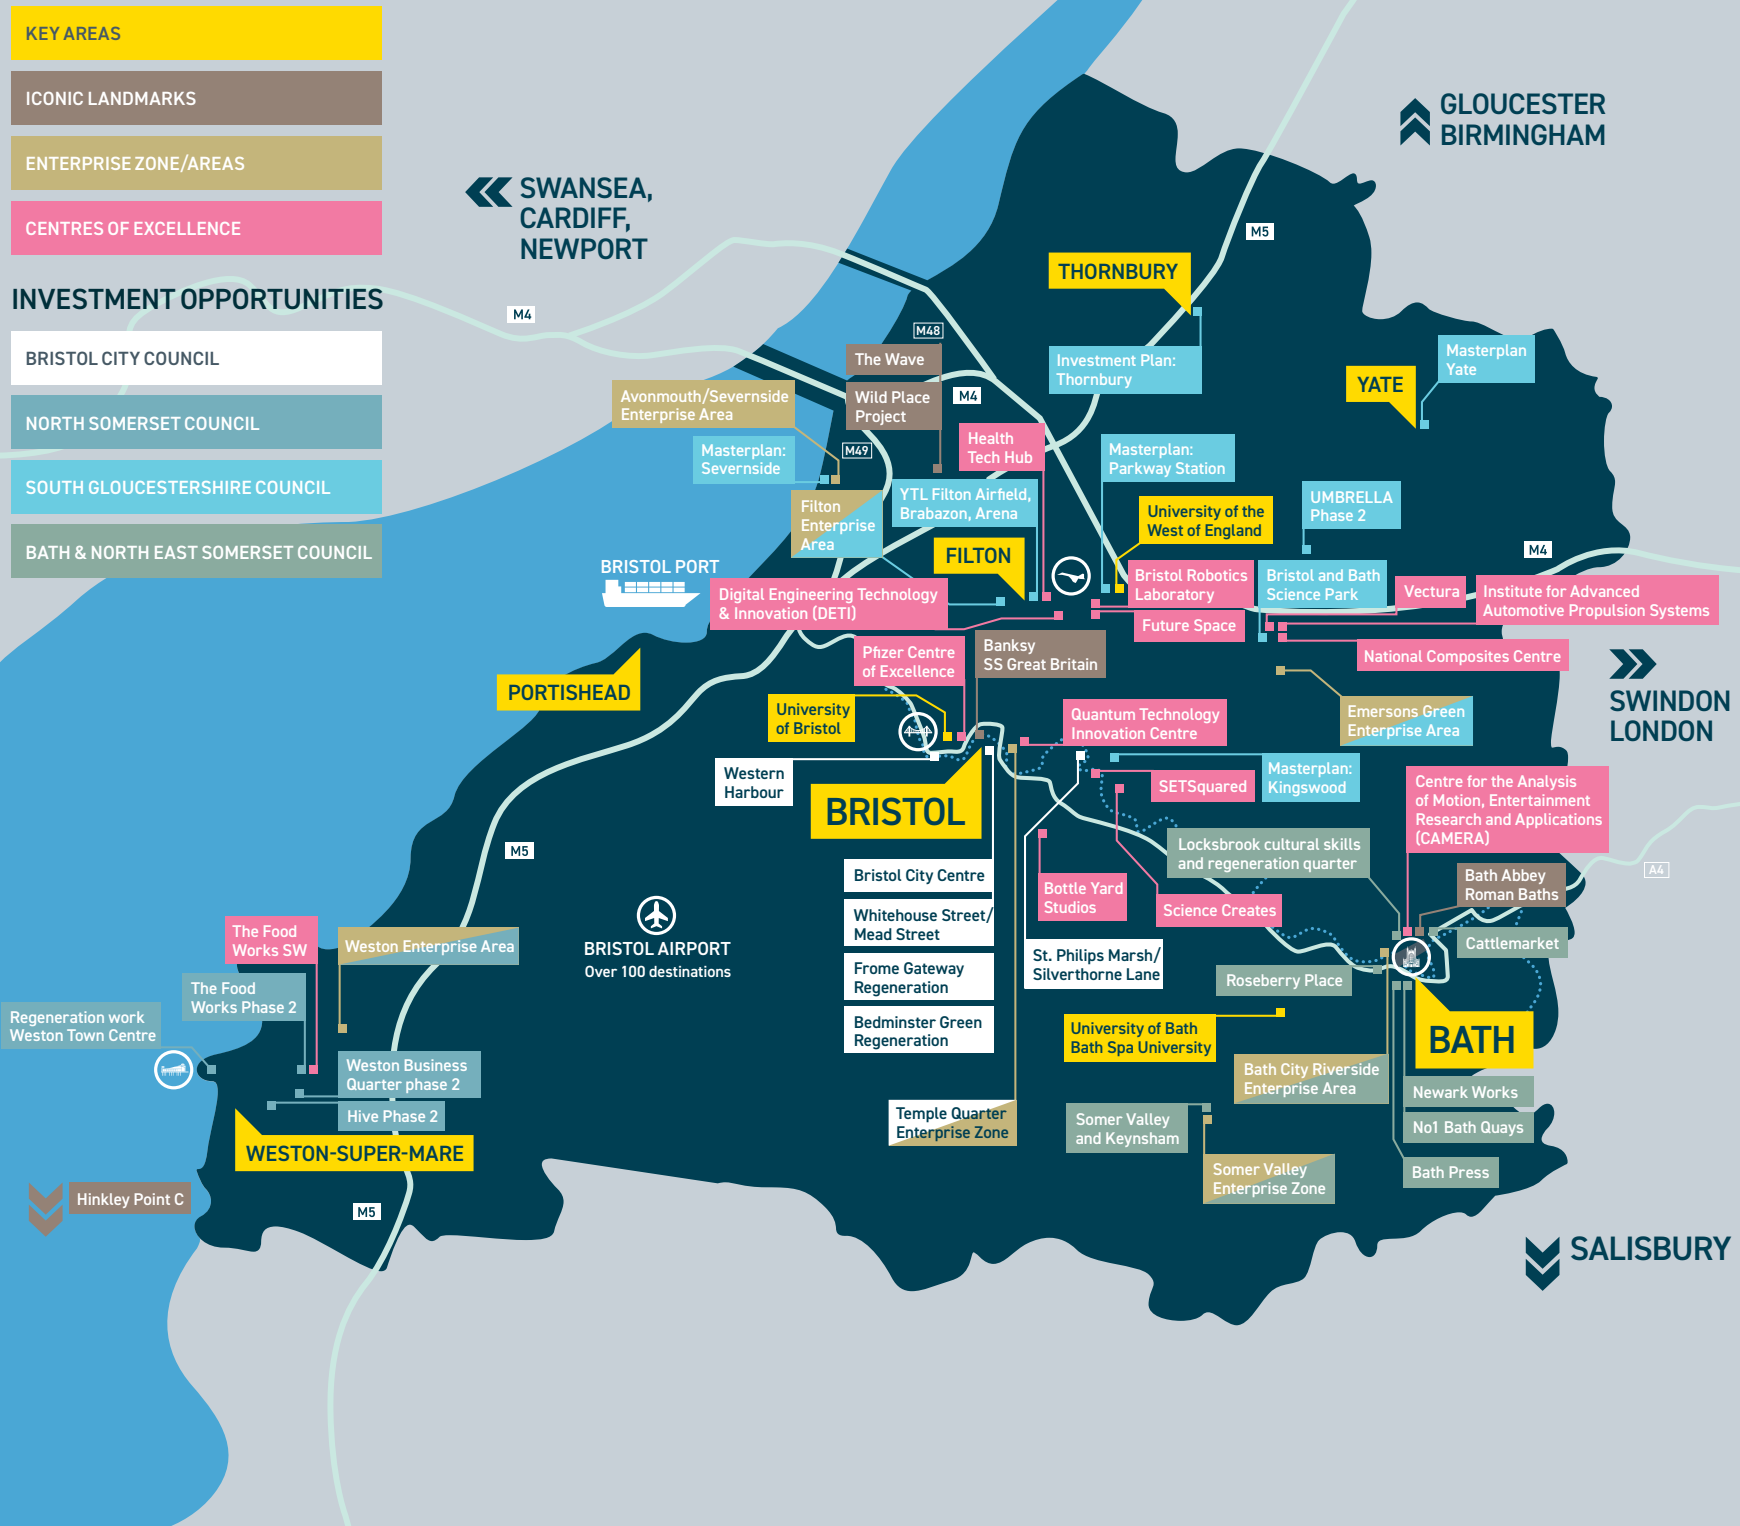 KEY AREAS
ICONIC LANDMARKS
ENTERPRISE ZONE/AREAS
CENTRES OF EXCELLENCE
INVESTMENT OPPORTUNITIES
BRISTOL CITY COUNCIL
NORTH SOMERSET COUNCIL
SOUTH GLOUCESTERSHIRE COUNCIL
BATH & NORTH EAST SOMERSET COUNCIL
GLOUCESTER
BIRMINGHAM
SWANSEA,
CARDIFF,
NEWPORT
M5
THORNBURY
M4
M48
The Wave
Investment Plan:
Thornbury
Masterplan
Yate
YATE
Avonmouth/Severnside
Enterprise Area
Wild Place
Project
M4
Health
Tech Hub
Masterplan:
Severnside
M49
Masterplan:
Parkway Station
YTL Filton Airfield,
Brabazon, Arena
Filton
Enterprise
Area
University of the
West of England
UMBRELLA
Phase 2
M4
FILTON
BRISTOL PORT
Digital Engineering Technology
& Innovation (DETI)
Bristol Robotics
Laboratory
Bristol and Bath
Science Park
Vectura
Institute for Advanced
Automotive Propulsion Systems
Future Space
Pfizer Centre
of Excellence
Banksy
SS Great Britain
National Composites Centre
PORTISHEAD
SWINDON
LONDON
University
of Bristol
Quantum Technology
Innovation Centre
Emersons Green
Enterprise Area
Western
Harbour
SETSquared
Masterplan:
Kingswood
Centre for the Analysis
of Motion, Entertainment
Research and Applications
(CAMERA)
BRISTOL
M5
Locksbrook cultural skills
and regeneration quarter
A4
Bristol City Centre
Bottle Yard
Studios
Bath Abbey
Roman Baths
Whitehouse Street/
Mead Street
Science Creates
BRISTOL AIRPORT
Over 100 destinations
The Food
Works SW
Weston Enterprise Area
Cattlemarket
St. Philips Marsh/
Silverthorne Lane
Frome Gateway
Regeneration
Roseberry Place
The Food
Works Phase 2
Regeneration work
Weston Town Centre
Bedminster Green
Regeneration
University of Bath
Bath Spa University
BATH
Weston Business
Quarter phase 2
Bath City Riverside
Enterprise Area
Newark Works
Hive Phase 2
Temple Quarter
Enterprise Zone
Somer Valley
and Keynsham
No1 Bath Quays
WESTON-SUPER-MARE
Somer Valley
Enterprise Zone
Bath Press
Hinkley Point C
M5
SALISBURY